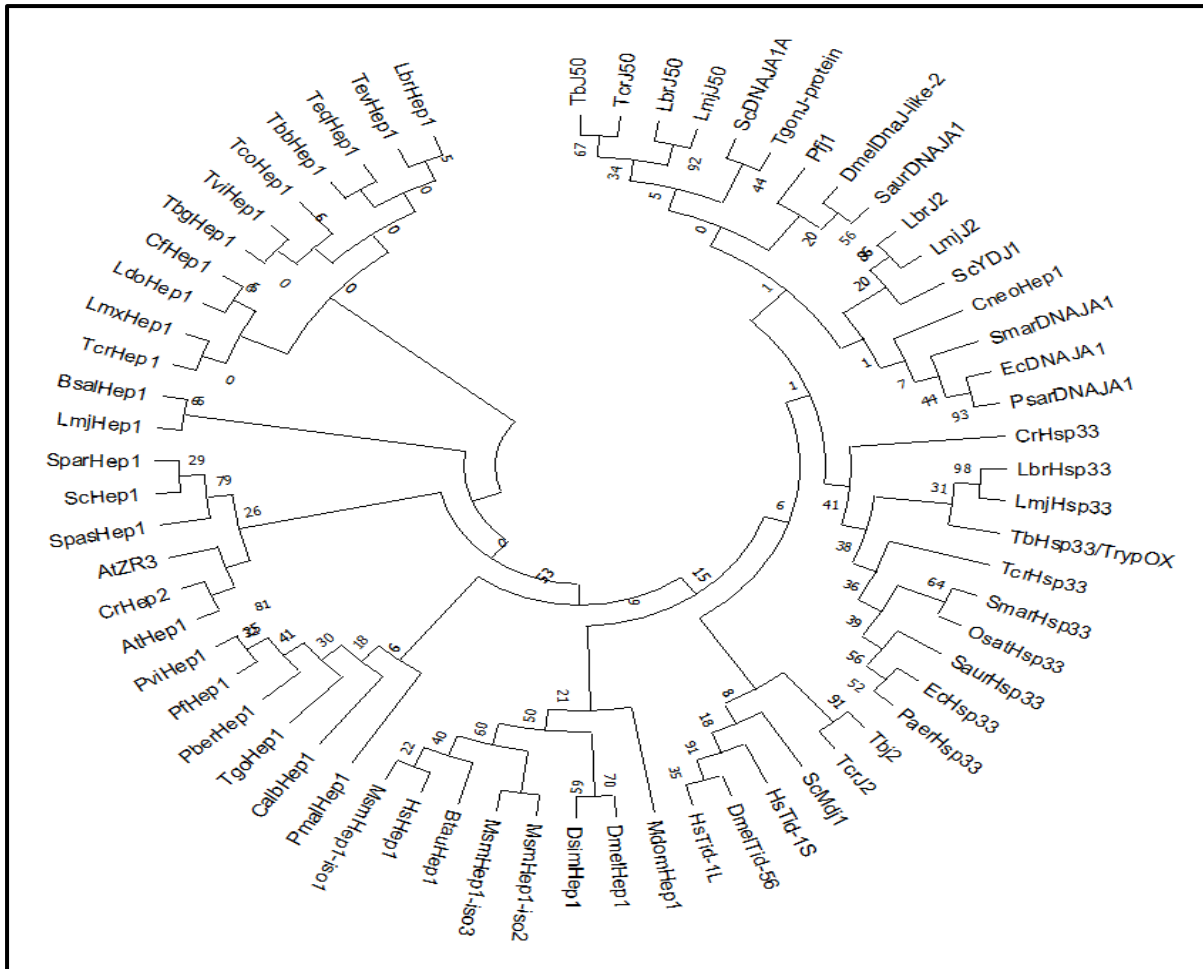 TbJ50
TcrJ50
LbrJ50
LmjJ50
ScDNAJA1A
TgonJ-protein
Pfj1
DmelDnaJ-like-2
SaurDNAJA1
LbrJ2
LmjJ2
ScYDJ1
CneoHep1
SmarDNAJA1
EcDNAJA1
PsarDNAJA1
CrHsp33
LbrHsp33
LmjHsp33
TbHsp33/TrypOX
TcrHsp33
SmarHsp33
OsatHsp33
SaurHsp33
EcHsp33
PaerHsp33
Tbj2
TcrJ2
ScMdj1
HsTid-1S
DmelTid-56
HsTid-1L
MdomHep1
DmelHep1
DsimHep1
MsmHep1-iso2
MsmHep1-iso3
BtauHep1
HsHep1
MsmHep1-iso1
PmalHep1
CalbHep1
TgoHep1
PberHep1
PfHep1
PviHep1
AtHep1
CrHep2
AtZR3
SpasHep1
ScHep1
SparHep1
LmjHep1
BsalHep1
TcrHep1
LmxHep1
LdoHep1
CfHep1
TbgHep1
TviHep1
TcoHep1
TbbHep1
TeqHep1
TevHep1
LbrHep1
67
34
92
5
44
0
20
56
20
1
1
7
44
93
1
41
98
31
38
36
64
39
56
52
6
15
91
8
18
91
35
9
21
50
70
59
60
40
22
6
18
30
41
81
26
79
29
53
0
0
0
6
0
0
5